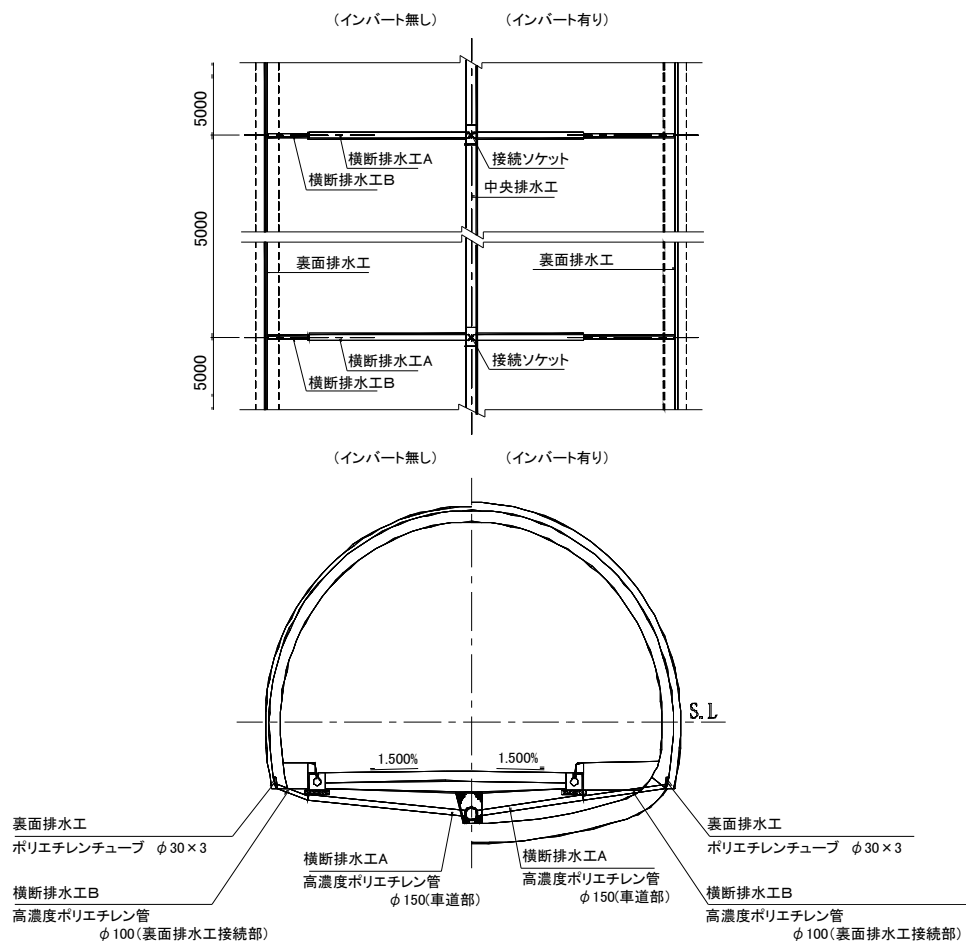 (インバート無し) (インバート有り)
5000
横断排水工A
接続ソケット
横断排水工B
中央排水工
5000
裏面排水工
裏面排水工
横断排水工A
接続ソケット
横断排水工B
5000
(インバート無し) (インバート有り)
S.L
1.500% 1.500%
裏面排水工
ポリエチレンチューブ φ30×3
横断排水工B
高濃度ポリエチレン管
φ100(裏面排水工接続部)
横断排水工A
高濃度ポリエチレン管
φ150(車道部)
横断排水工A
高濃度ポリエチレン管
φ150(車道部)
裏面排水工
ポリエチレンチューブ φ30×3
横断排水工B
高濃度ポリエチレン管
φ100(裏面排水工接続部)